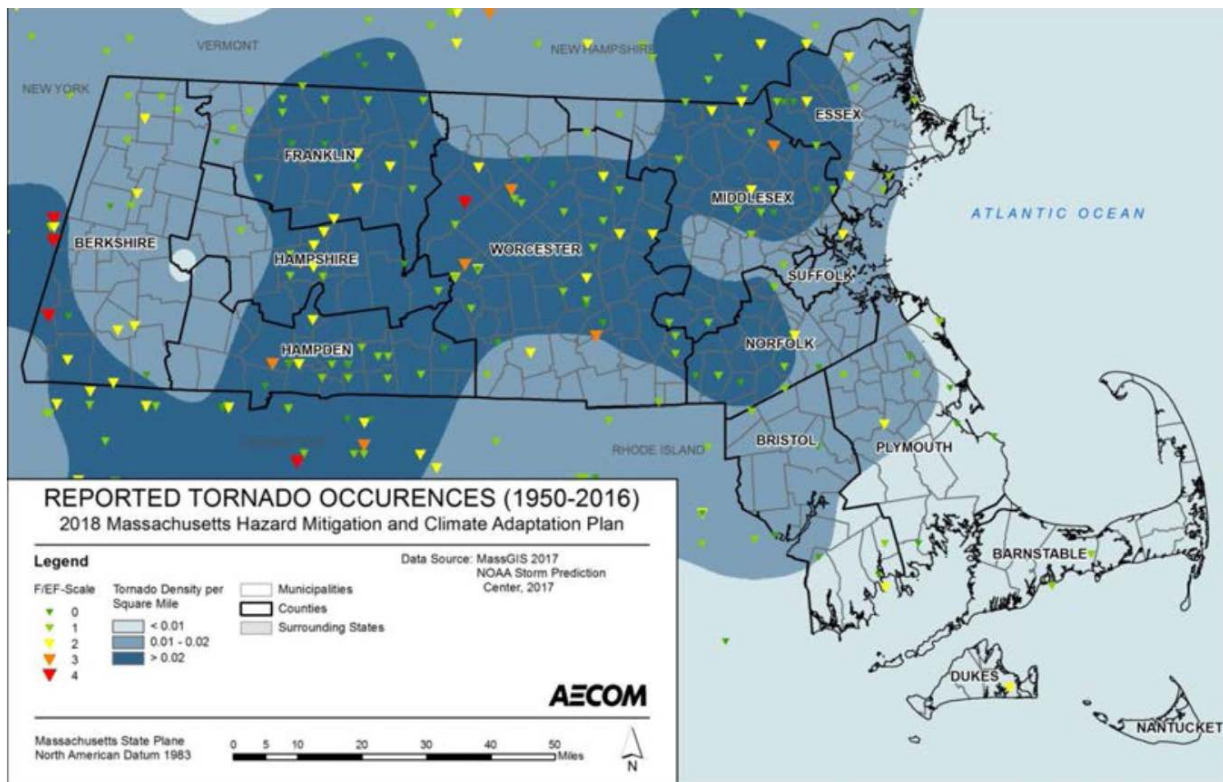 VERMONT
NEW HAMPSHIRE
NEW YORK
ESSEX
FRANKLIN
MIDDLESEX
ATLANTIC OCEAN
BERKSHIRE
WORCESTER
HAMPSHIRE
SUFFOLK
HAMPDEN
NORFOLK
BRISTOL
PLYMOUTH
RHODE ISLAND
BARNSTABLE
DUKES
NANTUCKET
REPORTED TORNADO OCCURENCES (1950-2016)
2018 Massachusetts Hazard Mitigation and Climate Adaptation Plan
Legend
F/EF-Scale
0
1
2
3
4
Tornado Density per
Square Mile
< 0.01
0.01 - 0.02
> 0.02
Municipalities
Counties
Surrounding States
Data Source: MassGIS 2017
NOAA Storm Prediction
Center, 2017
AECOM
Massachusetts State Plane
North American Datum 1983
0 5 10 20 30 40 50
Miles
N